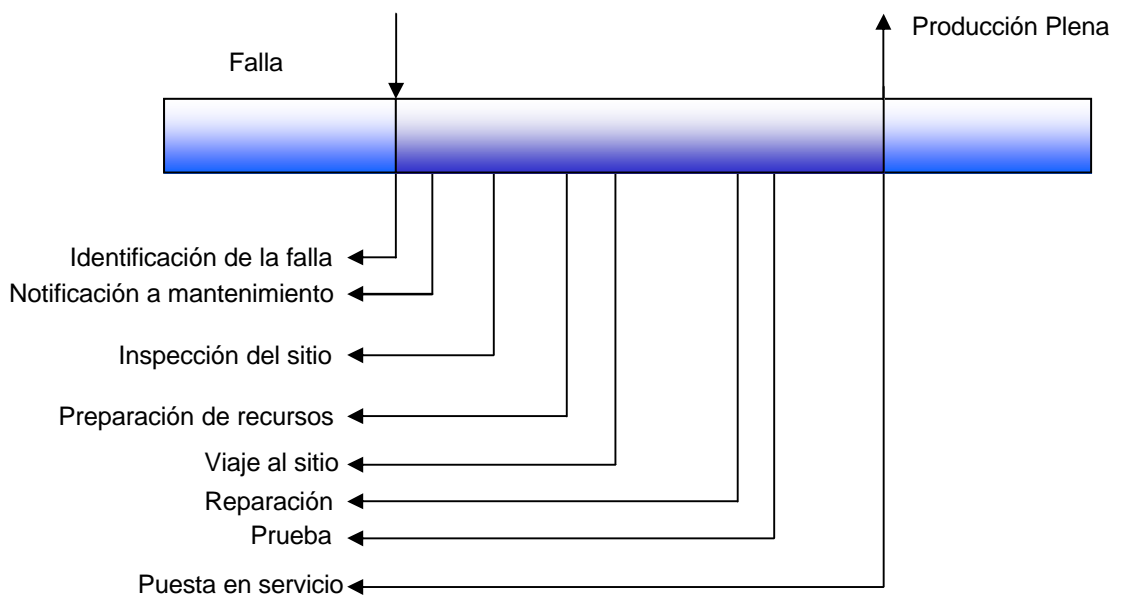 Producción Plena
Falla
Identificación de la falla
Notificación a mantenimiento
Inspección del sitio
Preparación de recursos
Viaje al sitio
Reparación
Prueba
Puesta en servicio